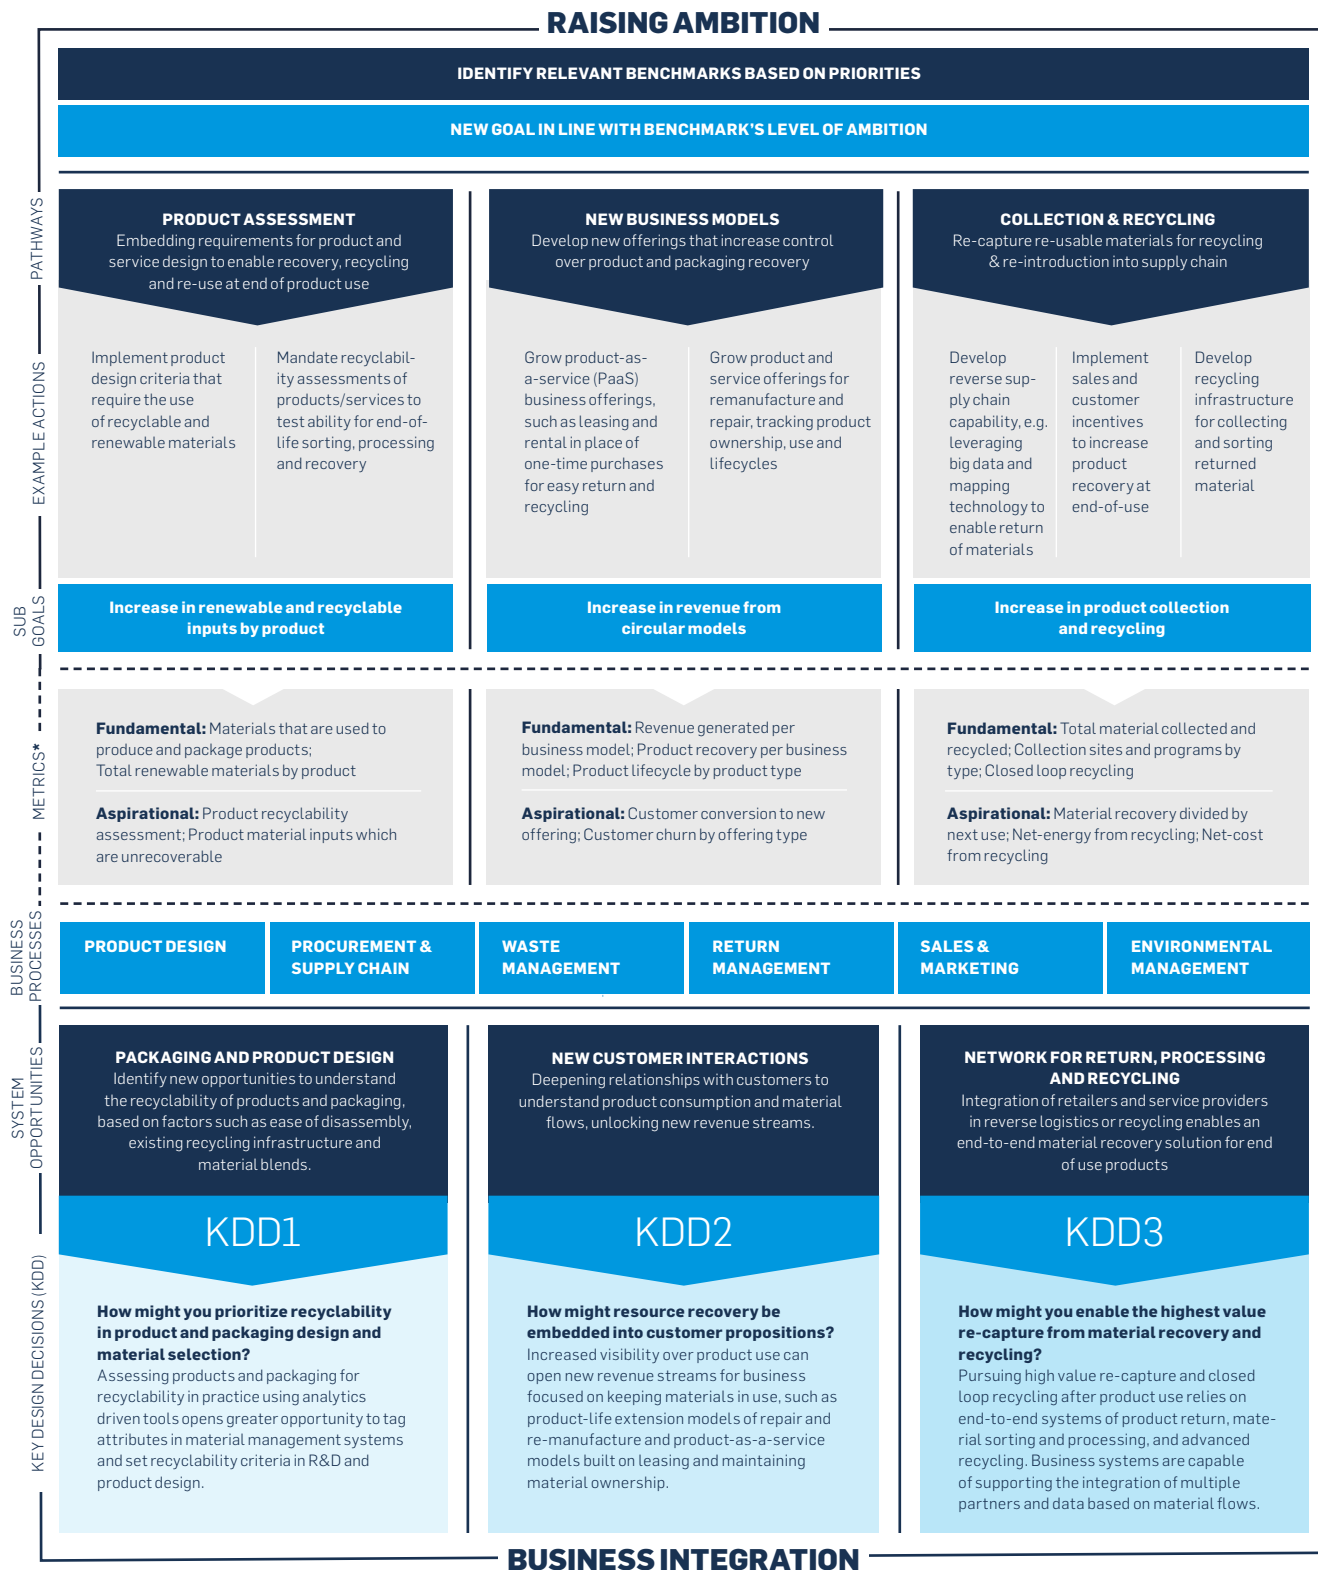 RAISING AMBITION
IDENTIFY RELEVANT BENCHMARKS BASED ON PRIORITIES
NEW GOAL IN LINE WITH BENCHMARK'S LEVEL OF AMBITION
PATHWAYS
PRODUCT ASSESSMENT
Embedding requirements for product and
service design to enable recovery, recycling
and re-use at end of product use
NEW BUSINESS MODELS
Develop new offerings that increase control
over product and packaging recovery
COLLECTION & RECYCLING
Re-capture re-usable materials for recycling
& re-introduction into supply chain
EXAMPLE ACTIONS
Implement product
design criteria that
require the use
of recyclable and
renewable materials
Mandate recyclabil-
ity assessments of
products/services to
test ability for end-of-
life sorting, processing
and recovery
Grow product-as-
a-service (PaaS)
business offerings,
such as leasing and
rental in place of
one-time purchases
for easy return and
recycling
Grow product and
service offerings for
remanufacture and
repair, tracking product
ownership, use and
lifecycles
Develop
reverse sup-
ply chain
capability, e.g.
leveraging
big data and
mapping
technology to
enable return
of materials
Implement
sales and
customer
incentives
to increase
product
recovery at
end-of-use
Develop
recycling
infrastructure
for collecting
and sorting
returned
material
SUB
GOALS
Increase in renewable and recyclable
inputs by product
Increase in revenue from
circular models
Increase in product collection
and recycling
METRICS*
Fundamental: Materials that are used to
produce and package products;
Total renewable materials by product
Aspirational: Product recyclability
assessment; Product material inputs which
are unrecoverable
Fundamental: Revenue generated per
business model; Product recovery per business
model; Product lifecycle by product type
Aspirational: Customer conversion to new
offering; Customer churn by offering type
Fundamental: Total material collected and
recycled; Collection sites and programs by
type; Closed loop recycling
Aspirational: Material recovery divided by
next use; Net-energy from recycling; Net-cost
from recycling
BUSINESS
PROCESSES
PRODUCT DESIGN
PROCUREMENT &
SUPPLY CHAIN
WASTE
MANAGEMENT
RETURN
MANAGEMENT
SALES &
MARKETING
ENVIRONMENTAL
MANAGEMENT
SYSTEM
OPPORTUNITIES
PACKAGING AND PRODUCT DESIGN
Identify new opportunities to understand
the recyclability of products and packaging,
based on factors such as ease of disassembly,
existing recycling infrastructure and
material blends.
NEW CUSTOMER INTERACTIONS
Deepening relationships with customers to
understand product consumption and material
flows, unlocking new revenue streams.
NETWORK FOR RETURN, PROCESSING
AND RECYCLING
Integration of retailers and service providers
in reverse logistics or recycling enables an
end-to-end material recovery solution for end
of use products
KEY DESIGN DECISIONS (KDD)
KDD1
How might you prioritize recyclability
in product and packaging design and
material selection?
Assessing products and packaging for
recyclability in practice using analytics
driven tools opens greater opportunity to tag
attributes in material management systems
and set recyclability criteria in R&D and
product design.
KDD2
How might resource recovery be
embedded into customer propositions?
Increased visibility over product use can
open new revenue streams for business
focused on keeping materials in use, such as
product-life extension models of repair and
re-manufacture and product-as-a-service
models built on leasing and maintaining
material ownership.
KDD3
How might you enable the highest value
re-capture from material recovery and
recycling?
Pursuing high value re-capture and closed
loop recycling after product use relies on
end-to-end systems of product return, mate-
rial sorting and processing, and advanced
recycling. Business systems are capable
of supporting the integration of multiple
partners and data based on material flows.
BUSINESS INTEGRATION